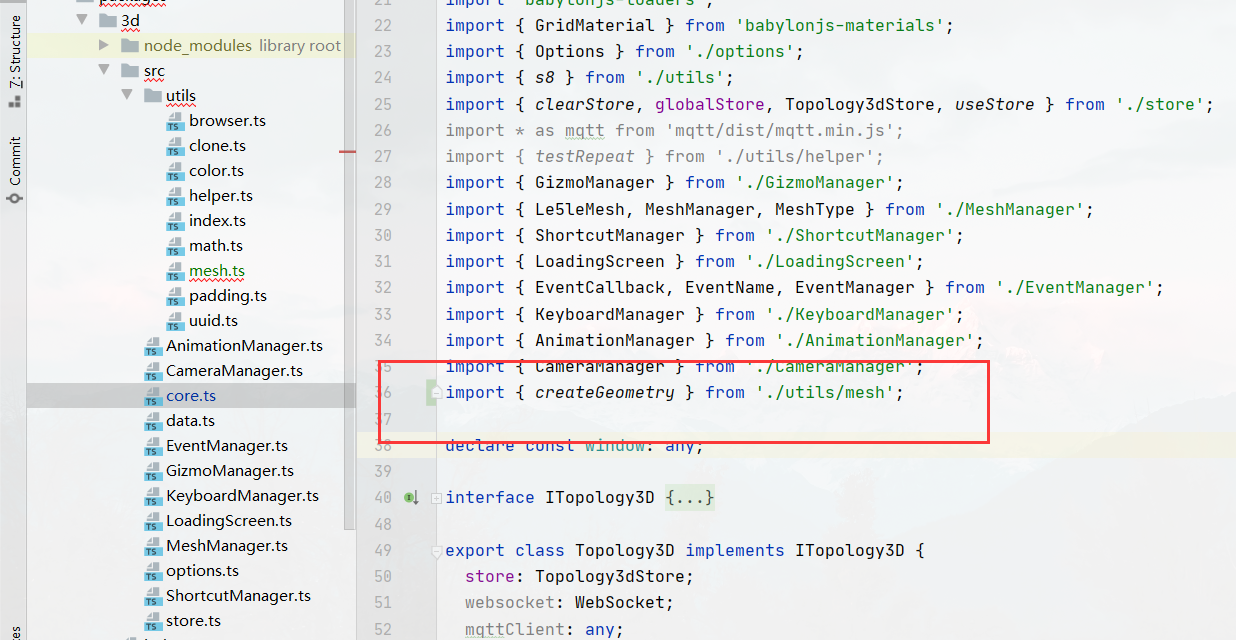 Z: Structure
Commit
packages
3d
node_modules library root
src
utils
browser.ts
clone.ts
color.ts
helper.ts
index.ts
math.ts
mesh.ts
padding.ts
uuid.ts
AnimationManager.ts
CameraManager.ts
core.ts
data.ts
EventManager.ts
GizmoManager.ts
KeyboardManager.ts
LoadingScreen.ts
MeshManager.ts
options.ts
ShortcutManager.ts
store.ts
21 import 'babylonjs-loaders';
22 import { GridMaterial } from 'babylonjs-materials';
23 import { Options } from './options';
24 import { s8 } from './utils';
25 import { clearStore, globalStore, Topology3dStore, useStore } from './store';
26 import * as mqtt from 'mqtt/dist/mqtt.min.js';
27 import { testRepeat } from './utils/helper';
28 import { GizmoManager } from './GizmoManager';
29 import { Le5leMesh, MeshManager, MeshType } from './MeshManager';
30 import { ShortcutManager } from './ShortcutManager';
31 import { LoadingScreen } from './LoadingScreen';
32 import { EventCallback, EventName, EventManager } from './EventManager';
33 import { KeyboardManager } from './KeyboardManager';
34 import { AnimationManager } from './AnimationManager';
35 import { CameraManager } from './CameraManager';
36 import { createGeometry } from './utils/mesh';
37
38 declare const window: any;
39
40 interface ITopology3D {...}
48
49 export class Topology3D implements ITopology3D {
50 store: Topology3dStore;
51 websocket: WebSocket;
52 mqttClient: any;